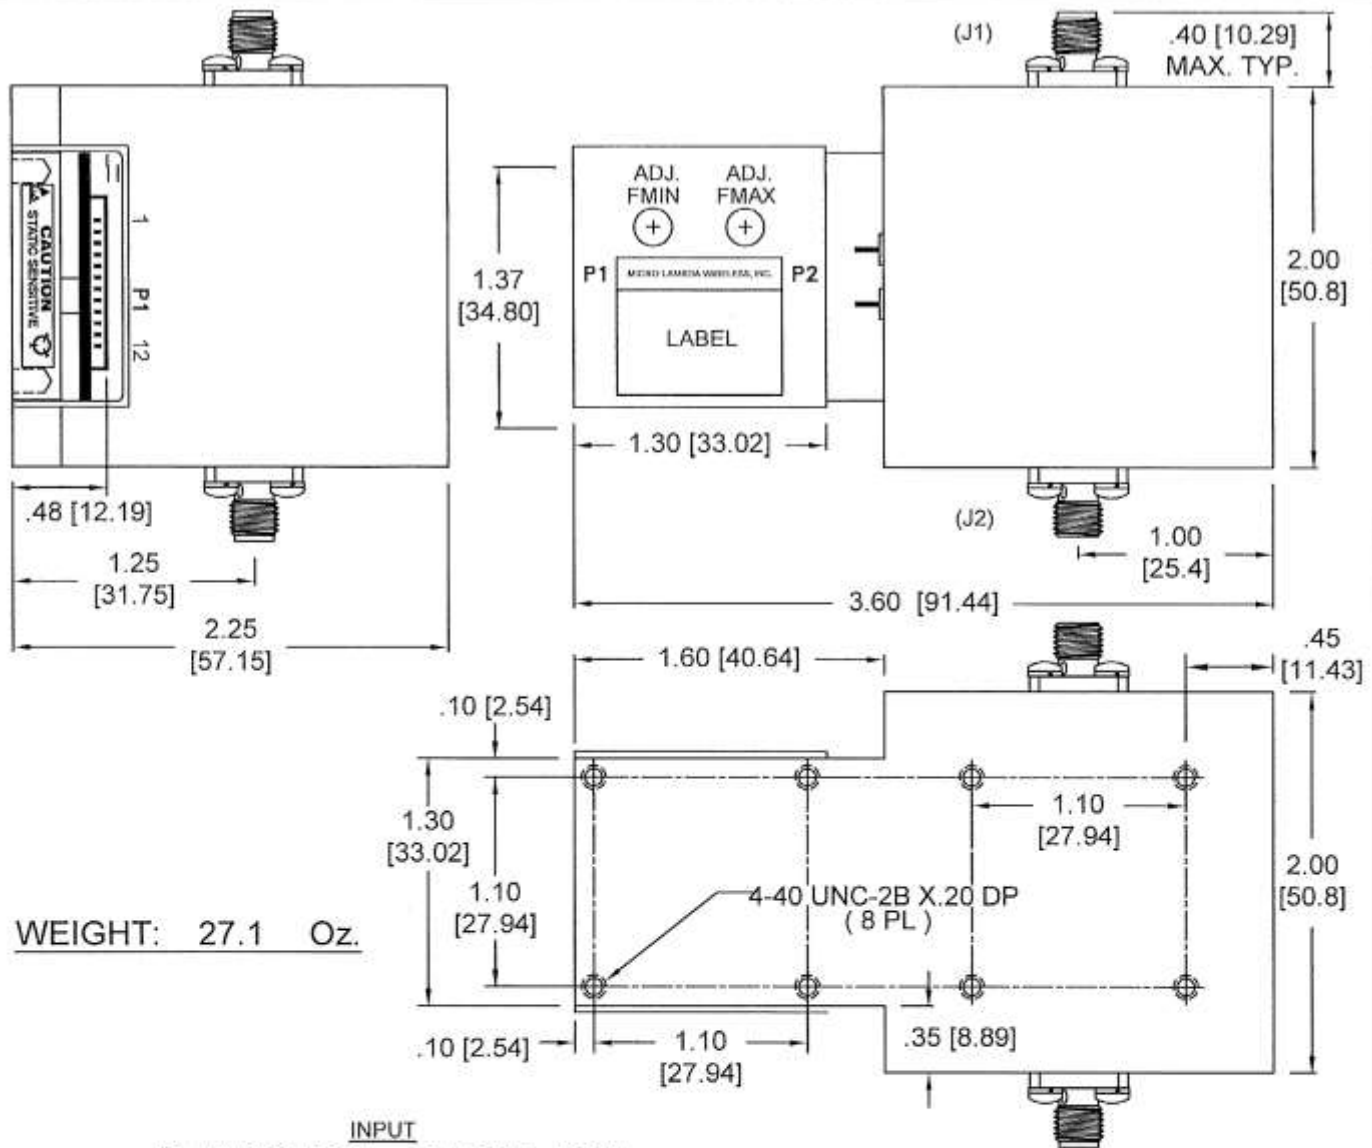 (J1)
.40 [10.29]
MAX. TYP.
ADJ. FMIN
ADJ. FMAX
P1
MICRO LAMBDA WIRELESS, INC.
P2
LABEL
1
P1
12
CAUTION
STATIC SENSITIVE
1.37
[34.80]
2.00
[50.8]
1.30 [33.02]
.48 [12.19]
(J2)
1.25
[31.75]
1.00
[25.4]
3.60 [91.44]
2.25
[57.15]
1.60 [40.64]
.45
[11.43]
.10 [2.54]
1.30
[33.02]
1.10
[27.94]
1.10
[27.94]
2.00
[50.8]
4-40 UNC-2B X.20 DP
( 8 PL )
WEIGHT: 27.1 Oz.
.10 [2.54]
1.10
[27.94]
.35 [8.89]
INPUT